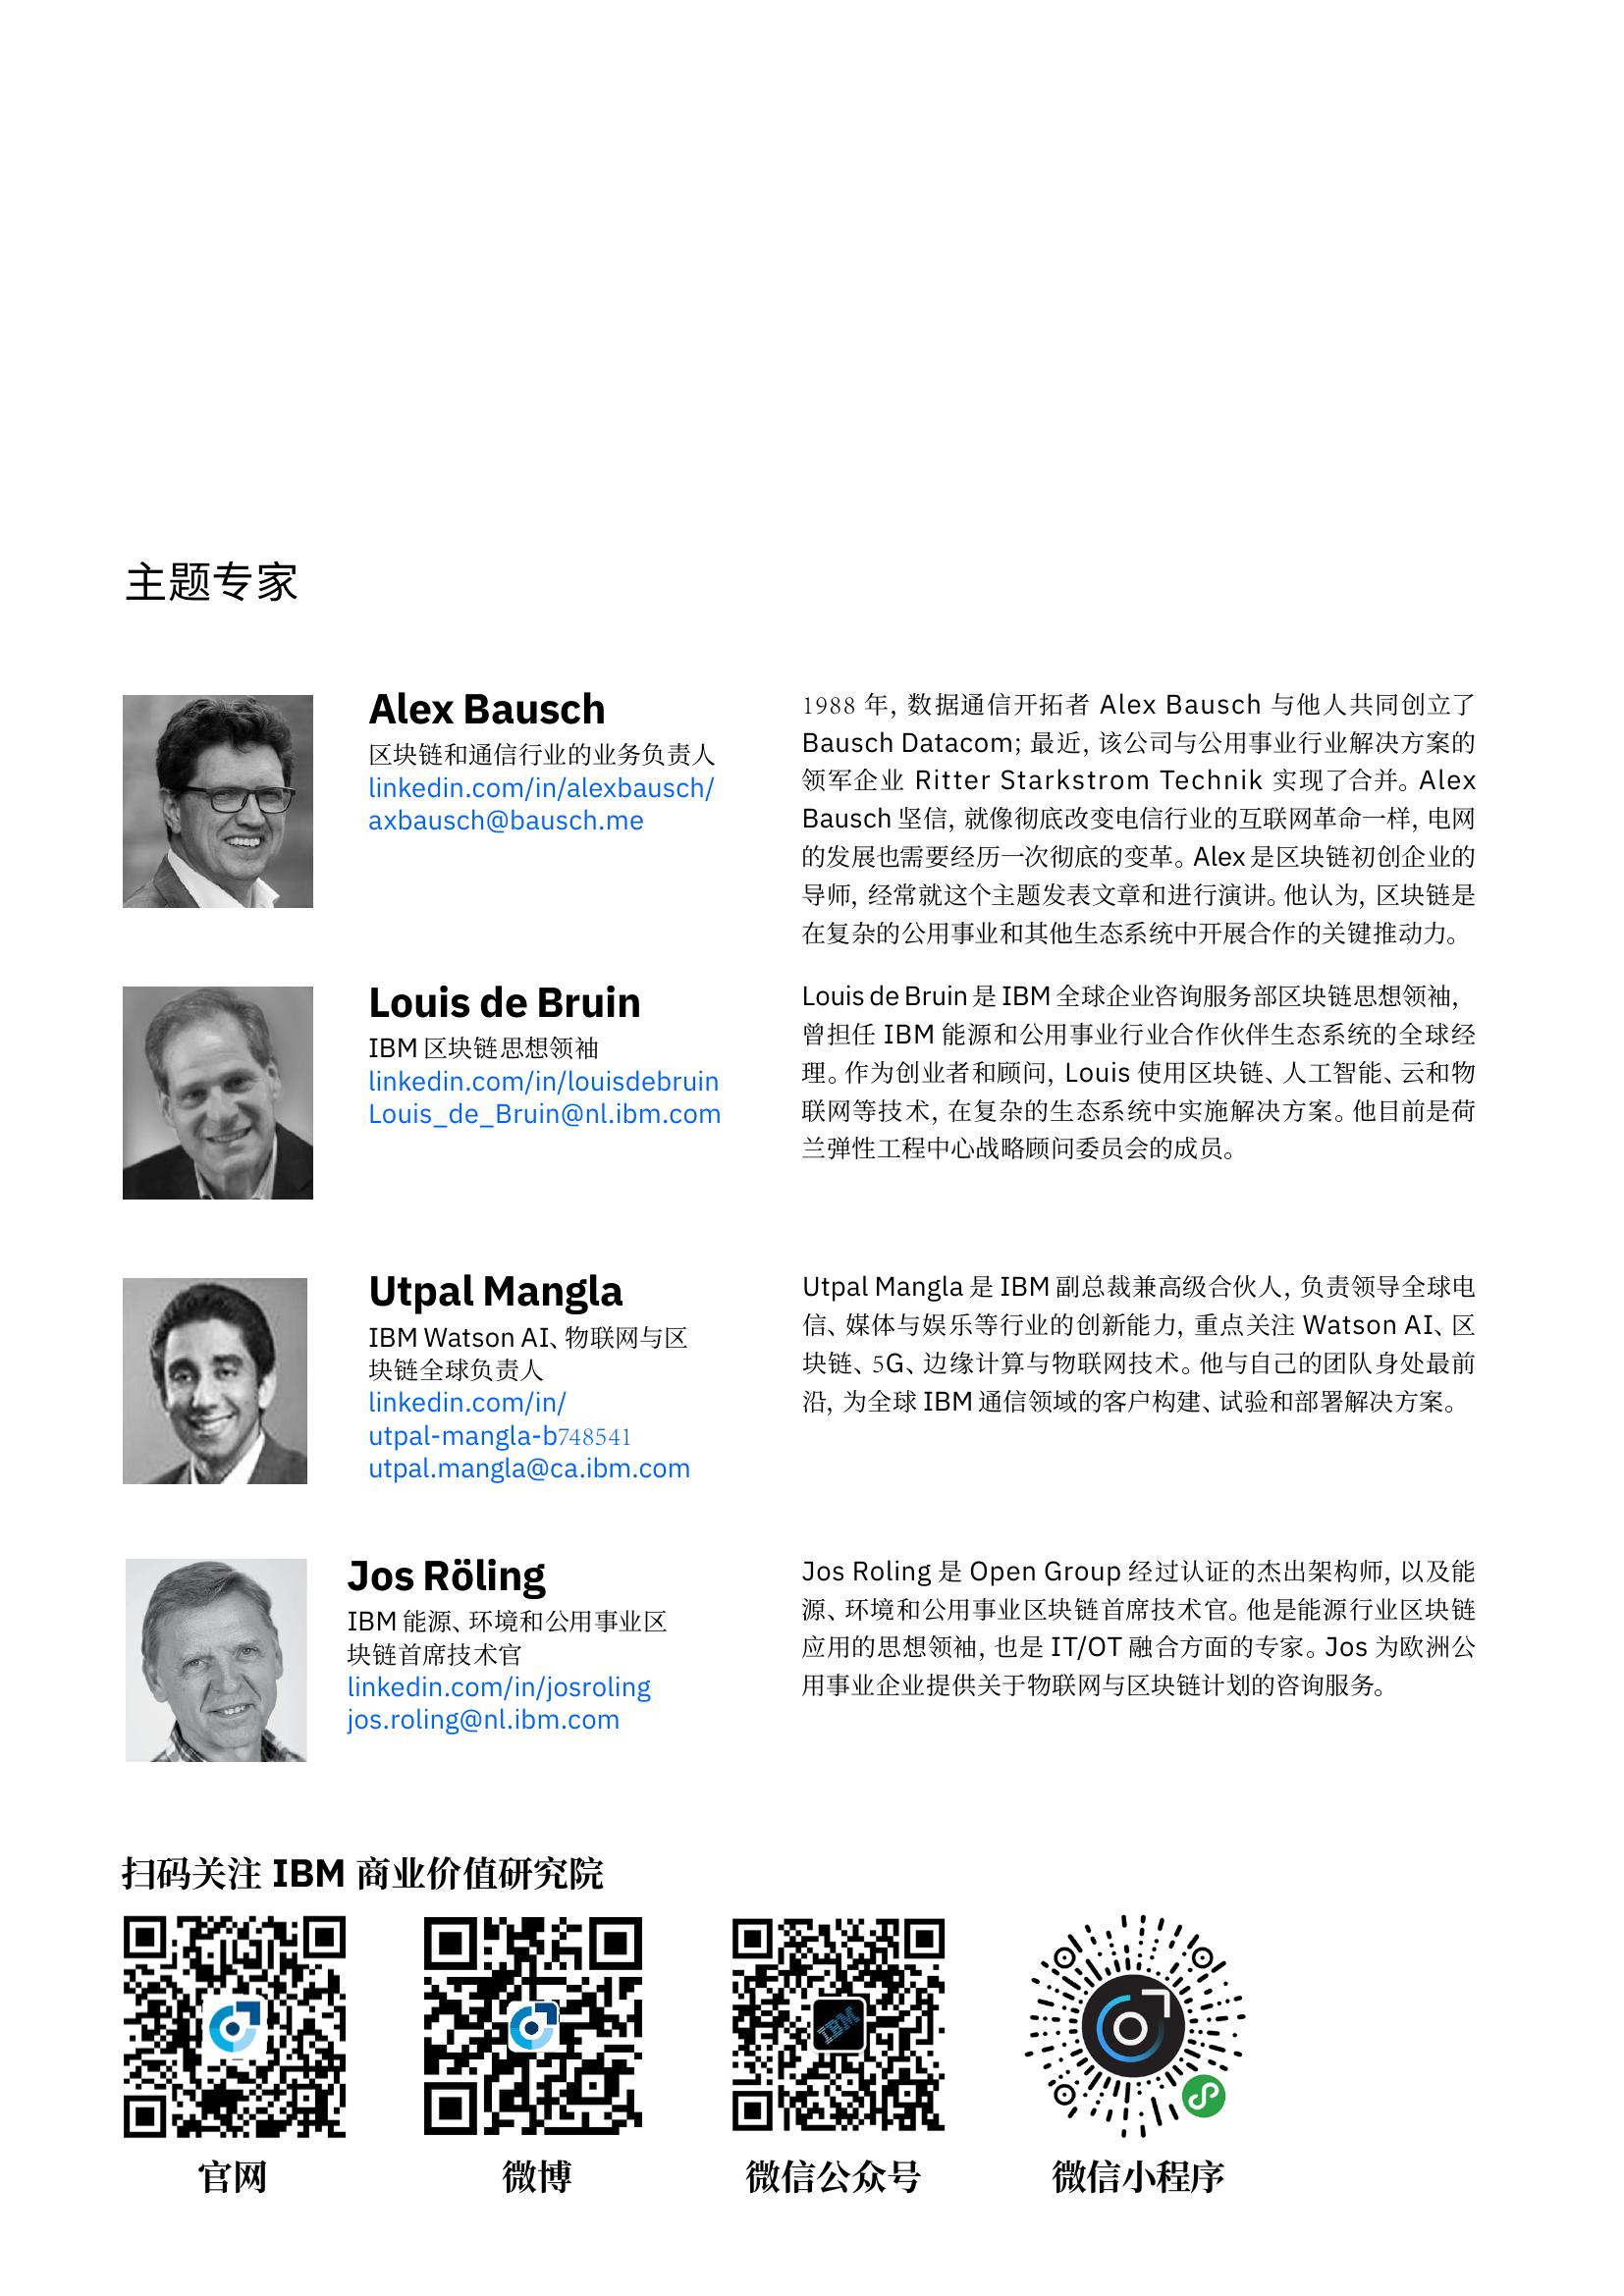 主题专家
Alex Bausch
区块链和通信行业的业务负责人
linkedin.com/in/alexbausch/
axbausch@bausch.me
1988 年, 数据通信开拓者 Alex Bausch 与他人共同创立了
Bausch Datacom; 最近, 该公司与公用事业行业解决方案的
领军企业 Ritter Starkstrom Technik 实现了合并。Alex
Bausch 坚信, 就像彻底改变电信行业的互联网革命一样, 电网
的发展也需要经历一次彻底的变革。Alex 是区块链初创企业的
导师, 经常就这个主题发表文章和进行演讲。他认为, 区块链是
在复杂的公用事业和其他生态系统中开展合作的关键推动力。
Louis de Bruin
IBM 区块链思想领袖
linkedin.com/in/louisdebruin
Louis_de_Bruin@nl.ibm.com
Louis de Bruin 是 IBM 全球企业咨询服务部区块链思想领袖,
曾担任 IBM 能源和公用事业行业合作伙伴生态系统的全球经
理。作为创业者和顾问, Louis 使用区块链、人工智能、云和物
联网等技术, 在复杂的生态系统中实施解决方案。他目前是荷
兰弹性工程中心战略顾问委员会的成员。
Utpal Mangla
IBM Watson AI、物联网与区
块链全球负责人
linkedin.com/in/
utpal-mangla-b748541
utpal.mangla@ca.ibm.com
Utpal Mangla 是 IBM 副总裁兼高级合伙人, 负责领导全球电
信、媒体与娱乐等行业的创新能力, 重点关注 Watson AI、区
块链、5G、边缘计算与物联网技术。他与自己的团队身处最前
沿, 为全球 IBM 通信领域的客户构建、试验和部署解决方案。
Jos Röling
IBM 能源、环境和公用事业区
块链首席技术官
linkedin.com/in/josroling
jos.roling@nl.ibm.com
Jos Roling 是 Open Group 经过认证的杰出架构师, 以及能
源、环境和公用事业区块链首席技术官。他是能源行业区块链
应用的思想领袖, 也是 IT/OT 融合方面的专家。Jos 为欧洲公
用事业企业提供关于物联网与区块链计划的咨询服务。
扫码关注 IBM 商业价值研究院
IBM
官网
微博
微信公众号
微信小程序